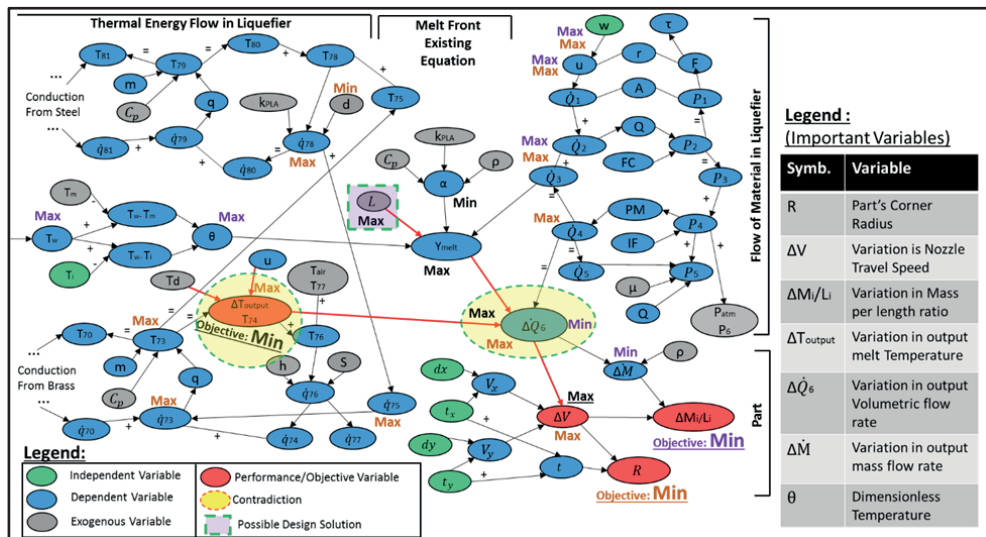 Thermal Energy Flow in Liquefier
Melt Front
Existing
Equation
Flow of Material in Liquefier
Part
T81
=
T79
=
T80
+
T78
+
T75
...
m
Conduction
From Steel
Cp
q
...
q̇81
+
q̇79
+
q̇80
=
q̇78
Max
kPLA
Min
d
Max
w
Max
Max
u
Max
τ
r
F
Q̇1
A
P1
+
=
Max
Q̇2
Max
Q
P2
FC
=
Q̇3
P3
Max
Q̇4
PM
P4
+
IF
+
=
Q̇5
P5
μ
Q
Patm
P6
kPLA
Cp
ρ
α
Min
L
Max
Ymelt
Max
Tm
-
Max
Tw
+
Tw-Tm
+
Tw-Ti
-
Ti
Max
θ
u
Td
Max
ΔToutput
T74
Objective: Min
=
+
Tair
T77
T76
T70
=
Max
T73
=
...
m
Conduction
From Brass
Cp
q
...
q̇70
+
q̇73
Max
+
q̇74
h
S
q̇76
q̇77
q̇75
Max
Max
Max
ΔQ̇6
Min
Min
ΔṀ
ρ
dx
Vx
tx
+
dy
Vy
ty
+
t
Max
ΔV
Max
ΔMi/Li
Objective: Min
R
Objective: Min
Legend:
Independent Variable
Dependent Variable
Exogenous Variable
Performance/Objective Variable
Contradiction
Possible Design Solution
Legend :
(Important Variables)
Symb. Variable
R Part's Corner
Radius
ΔV Variation is Nozzle
Travel Speed
ΔMi/Li Variation in Mass
per length ratio
ΔToutput Variation in output
melt Temperature
ΔQ̇6 Variation in output
Volumetric flow
rate
ΔṀ Variation in output
mass flow rate
θ Dimensionless
Temperature